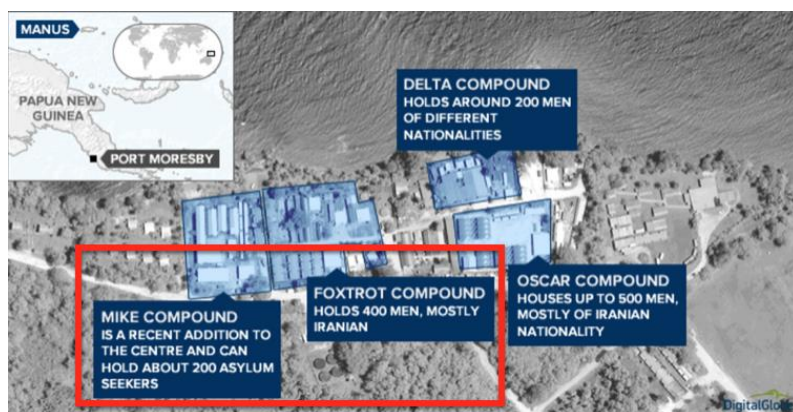 MANUS
PAPUA NEW
GUINEA
PORT MORESBY
DELTA COMPOUND
HOLDS AROUND 200 MEN
OF DIFFERENT
NATIONALITIES
MIKE COMPOUND
IS A RECENT ADDITION TO
THE CENTRE AND CAN
HOLD ABOUT 200 ASYLUM
SEEKERS
FOXTROT COMPOUND
HOLDS 400 MEN, MOSTLY
IRANIAN
OSCAR COMPOUND
HOUSES UP TO 500 MEN,
MOSTLY OF IRANIAN
NATIONALITY
DigitalGlobe